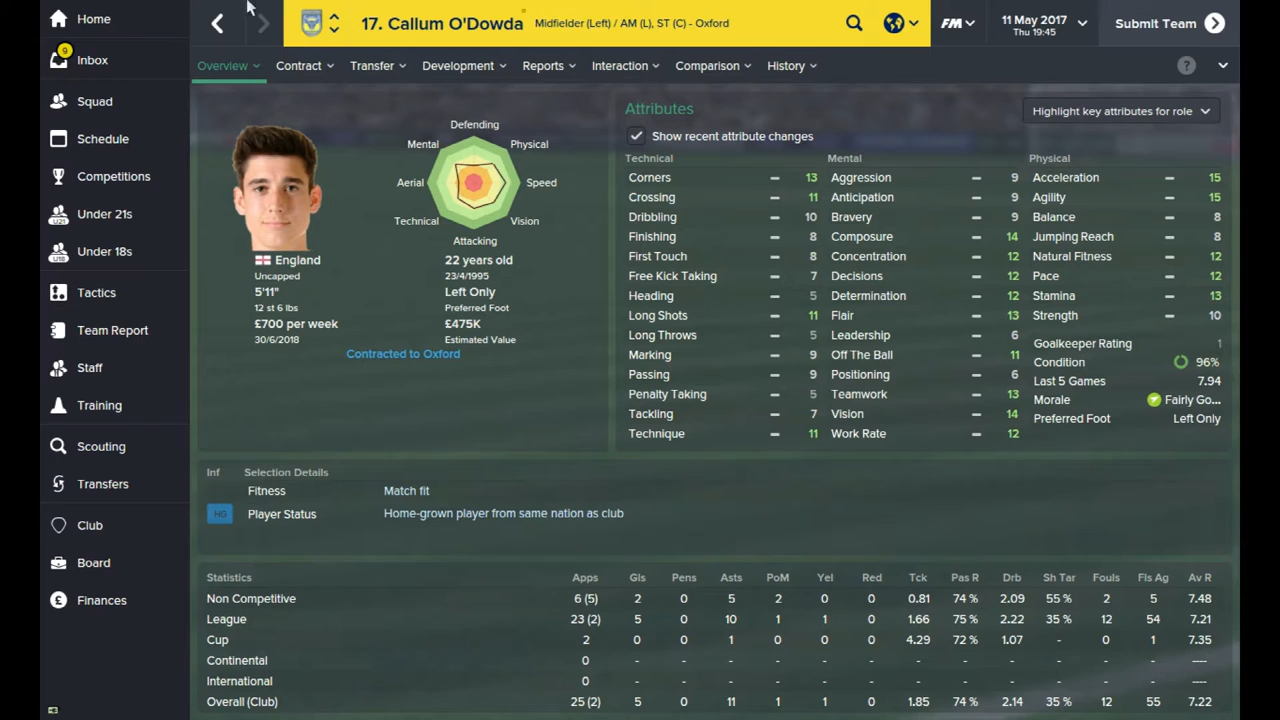 Home
9
Inbox
Squad
Schedule
Competitions
U21
Under 21s
U18
Under 18s
Tactics
Team Report
Staff
Training
Scouting
Transfers
Club
Board
Finances
17. Callum O'Dowda Midfielder (Left) / AM (L), ST (C) - Oxford
FM
11 May 2017
Thu 19:45
Submit Team
Overview Contract Transfer Development Reports Interaction Comparison History ?
Defending
Mental Physical
Aerial Speed
Technical Vision
Attacking
England
Uncapped
5'11"
12 st 6 lbs
£700 per week
30/6/2018
22 years old
23/4/1995
Left Only
Preferred Foot
£475K
Estimated Value
Contracted to Oxford
Attributes
Highlight key attributes for role
Show recent attribute changes
Technical Mental Physical
Corners - 13 Aggression - 9 Acceleration - 15
Crossing - 11 Anticipation - 9 Agility - 15
Dribbling - 10 Bravery - 9 Balance - 8
Finishing - 8 Composure - 14 Jumping Reach - 8
First Touch - 8 Concentration - 12 Natural Fitness - 12
Free Kick Taking - 7 Decisions - 12 Pace - 12
Heading - 5 Determination - 12 Stamina - 13
Long Shots - 11 Flair - 13 Strength - 10
Long Throws - 5 Leadership - 6 Goalkeeper Rating 1
Marking - 9 Off The Ball - 11 Condition 96%
Passing - 9 Positioning - 6 Last 5 Games 7.94
Penalty Taking - 5 Teamwork - 13 Morale Fairly Go...
Tackling - 7 Vision - 14 Preferred Foot Left Only
Technique - 11 Work Rate - 12
Inf Selection Details
Fitness Match fit
HG Player Status Home-grown player from same nation as club
Statistics Apps Gls Pens Asts PoM Yel Red Tck Pas R Drb Sh Tar Fouls Fls Ag Av R
Non Competitive 6 (5) 2 0 5 2 0 0 0.81 74 % 2.09 55 % 2 5 7.48
League 23 (2) 5 0 10 1 1 0 1.66 75 % 2.22 35 % 12 54 7.21
Cup 2 0 0 1 0 0 0 4.29 72 % 1.07 - 0 1 7.35
Continental 0 - - - - - - - - - - - - ----
International 0 - - - - - - - - - - - - ----
Overall (Club) 25 (2) 5 0 11 1 1 0 1.85 74 % 2.14 35 % 12 55 7.22